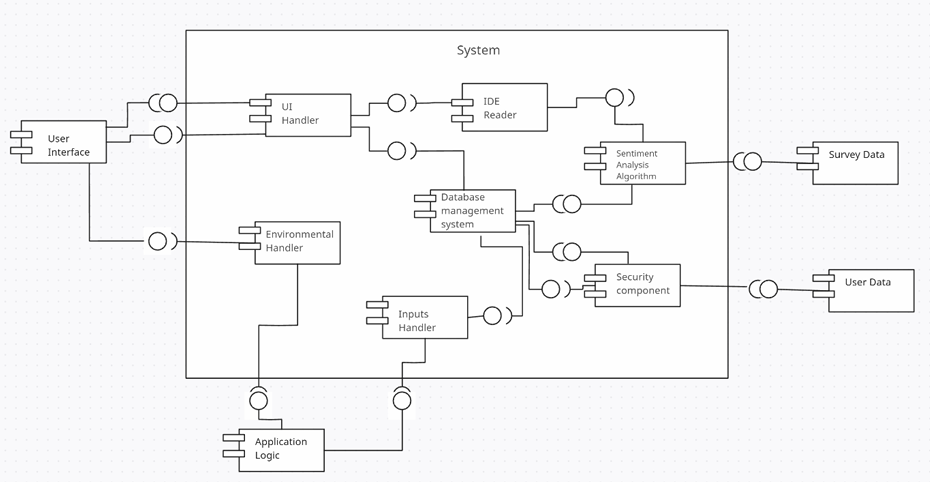 System
UI
Handler
IDE
Reader
User
Interface
Sentiment
Analysis
Algorithm
Survey Data
Database
management
system
Environmental
Handler
Security
component
User Data
Inputs
Handler
Application
Logic